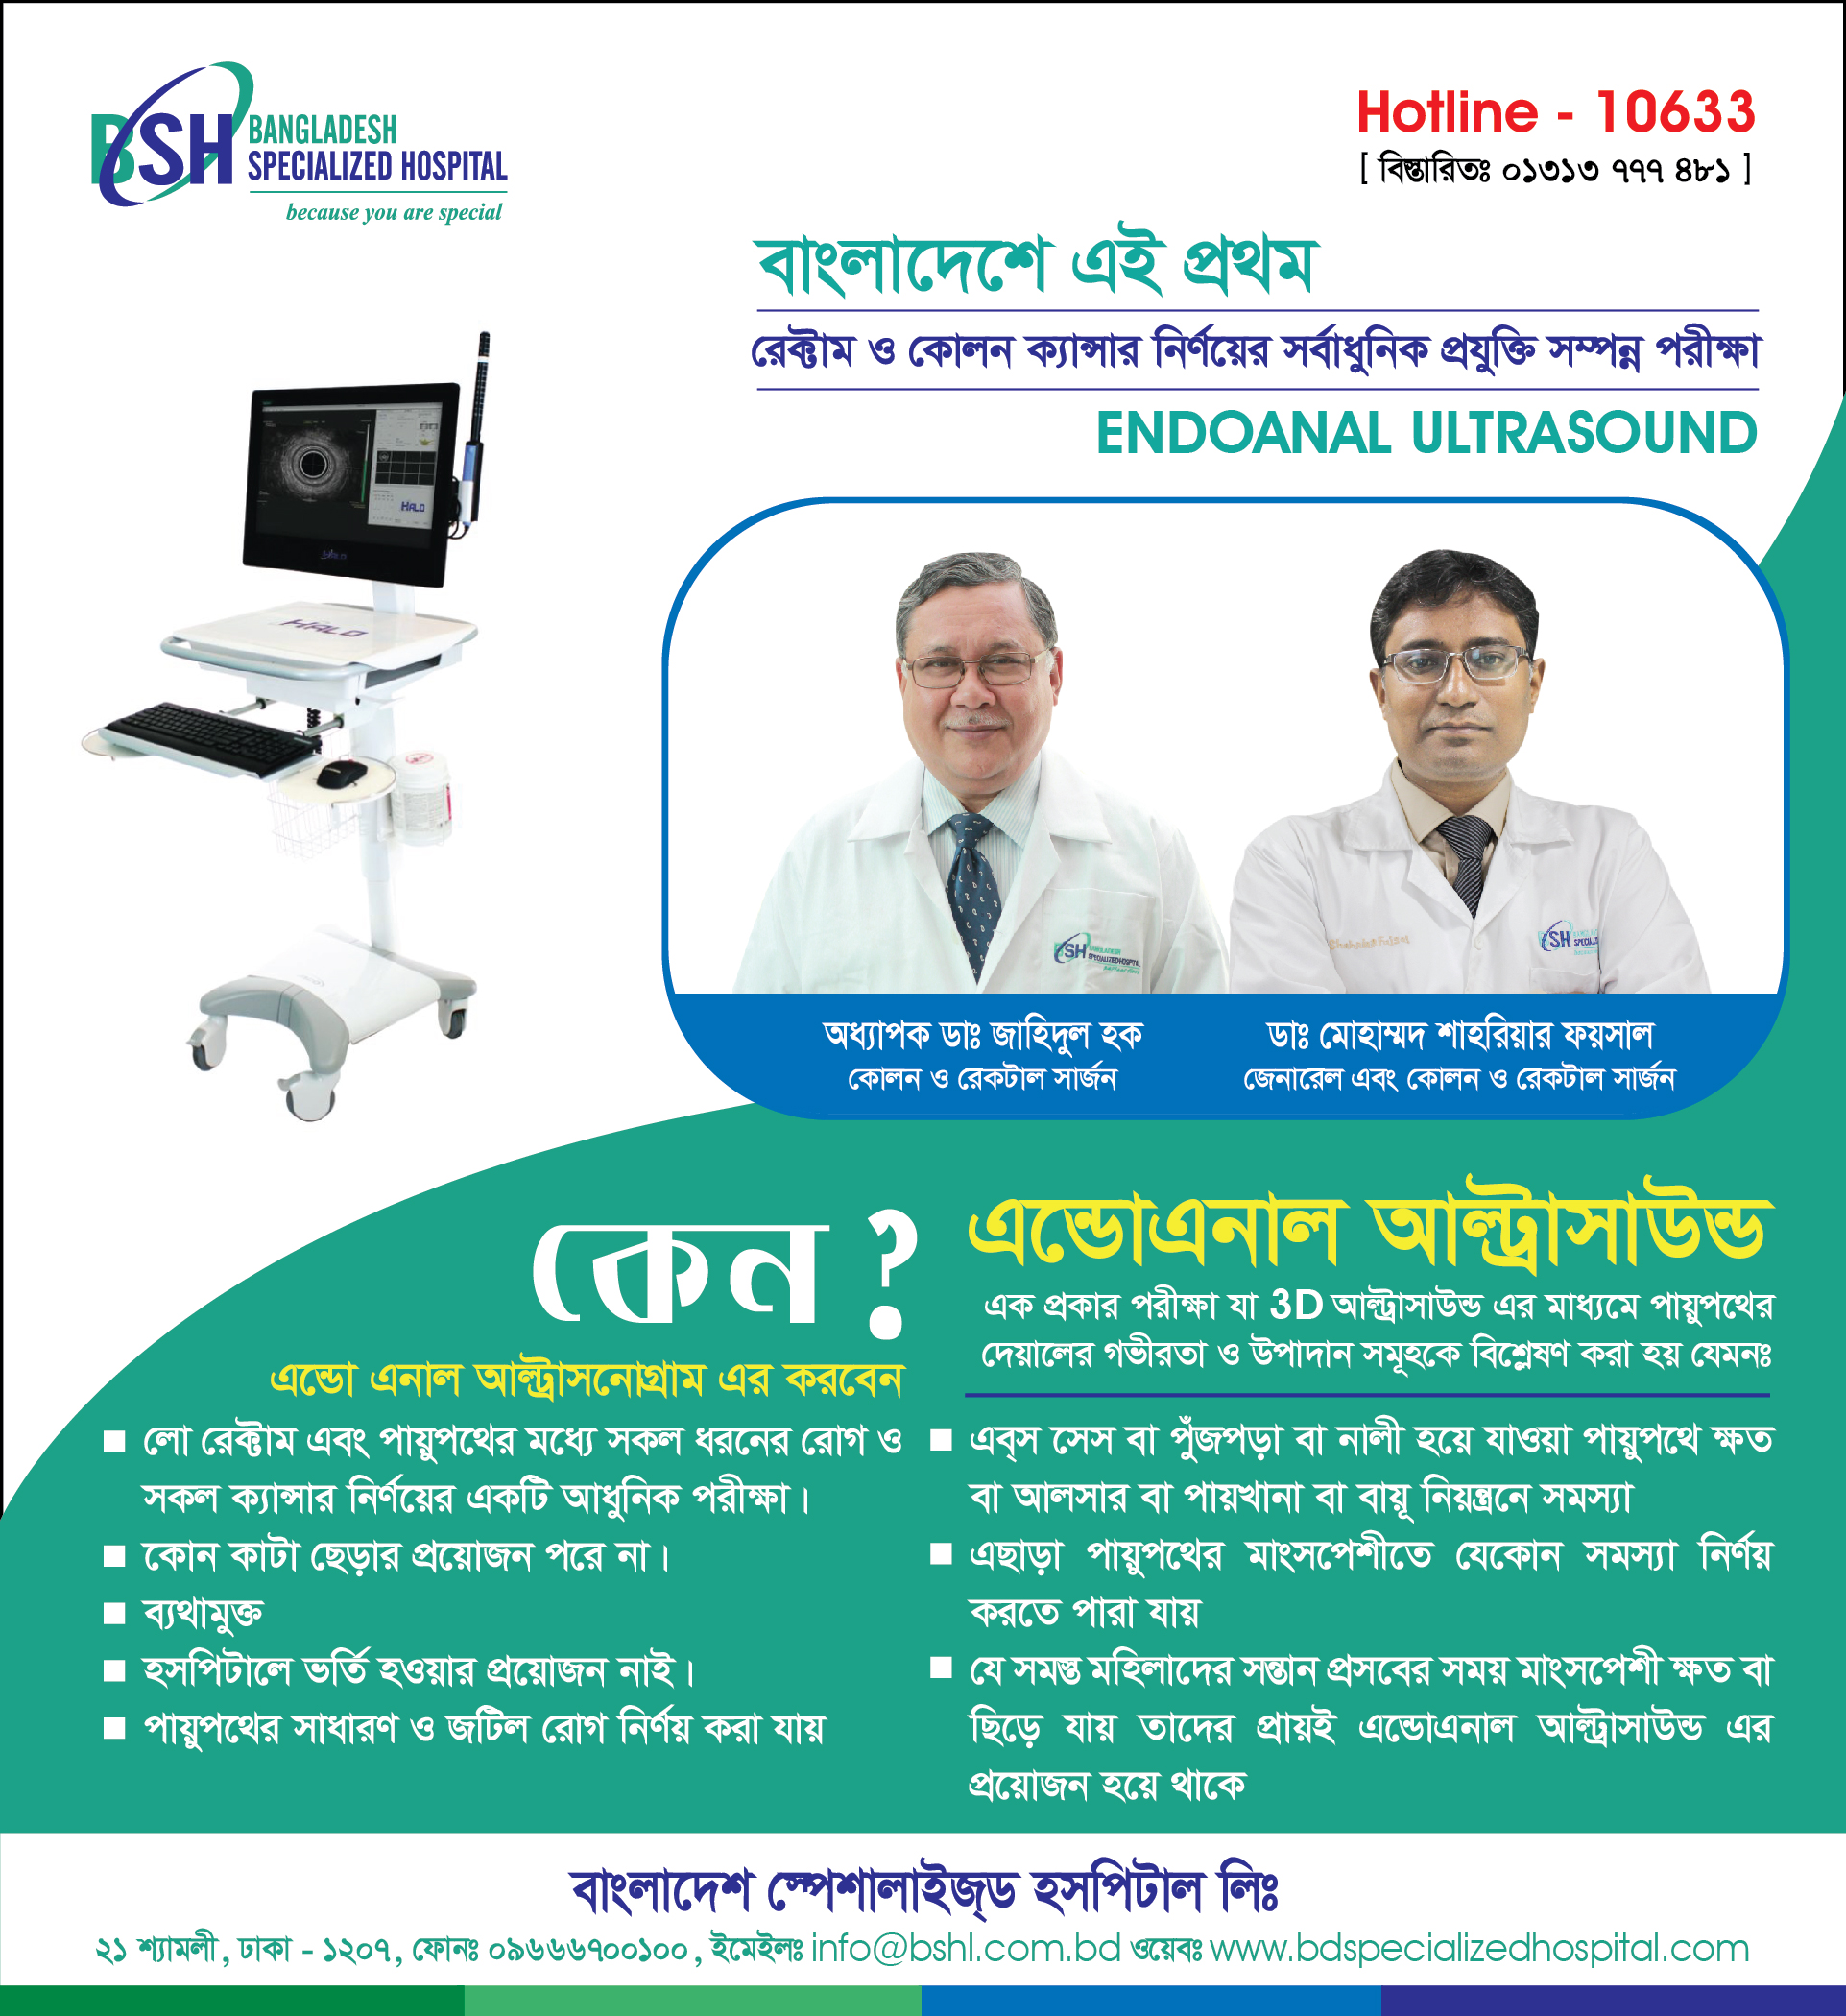 BSH BANGLADESH
SPECIALIZED HOSPITAL
because you are special
Hotline - 10633
[ বিস্তারিতঃ ০১৩১৩ ৭৭৭ ৪৮১ ]
বাংলাদেশে এই প্রথম
রেক্টাম ও কোলন ক্যান্সার নির্ণয়ের সর্বাধুনিক প্রযুক্তি সম্পন্ন পরীক্ষা
ENDOANAL ULTRASOUND
HALO
HALO
BSH BANGLADESH
SPECIALIZED HOSPITAL
BSH
অধ্যাপক ডাঃ জাহিদুল হক
কোলন ও রেকটাল সার্জন
ডাঃ মোহাম্মদ শাহরিয়ার ফয়সাল
জেনারেল এবং কোলন ও রেকটাল সার্জন
কেন ?
এন্ডো এনাল আল্ট্রাসনোগ্রাম এর করবেন
■ লো রেক্টাম এবং পায়ুপথের মধ্যে সকল ধরনের রোগ ও
সকল ক্যান্সার নির্ণয়ের একটি আধুনিক পরীক্ষা।
■ কোন কাটা ছেড়ার প্রয়োজন পরে না।
■ ব্যথামুক্ত
■ হসপিটালে ভর্তি হওয়ার প্রয়োজন নাই।
■ পায়ুপথের সাধারণ ও জটিল রোগ নির্ণয় করা যায়
এন্ডোএনাল আল্ট্রাসাউন্ড
এক প্রকার পরীক্ষা যা 3D আল্ট্রাসাউন্ড এর মাধ্যমে পায়ুপথের
দেয়ালের গভীরতা ও উপাদান সমূহকে বিশ্লেষণ করা হয় যেমনঃ
■ এব্‌স সেস বা পুঁজপড়া বা নালী হয়ে যাওয়া পায়ুপথে ক্ষত
বা আলসার বা পায়খানা বা বায়ূ নিয়ন্ত্রনে সমস্যা
■ এছাড়া পায়ুপথের মাংসপেশীতে যেকোন সমস্যা নির্ণয়
করতে পারা যায়
■ যে সমস্ত মহিলাদের সন্তান প্রসবের সময় মাংসপেশী ক্ষত বা
ছিড়ে যায় তাদের প্রায়ই এন্ডোএনাল আল্ট্রাসাউন্ড এর
প্রয়োজন হয়ে থাকে
বাংলাদেশ স্পেশালাইজ্‌ড হসপিটাল লিঃ
২১ শ্যামলী, ঢাকা - ১২০৭, ফোনঃ ০৯৬৬৬৭০০১০০, ইমেইলঃ info@bshl.com.bd ওয়েবঃ www.bdspecializedhospital.com